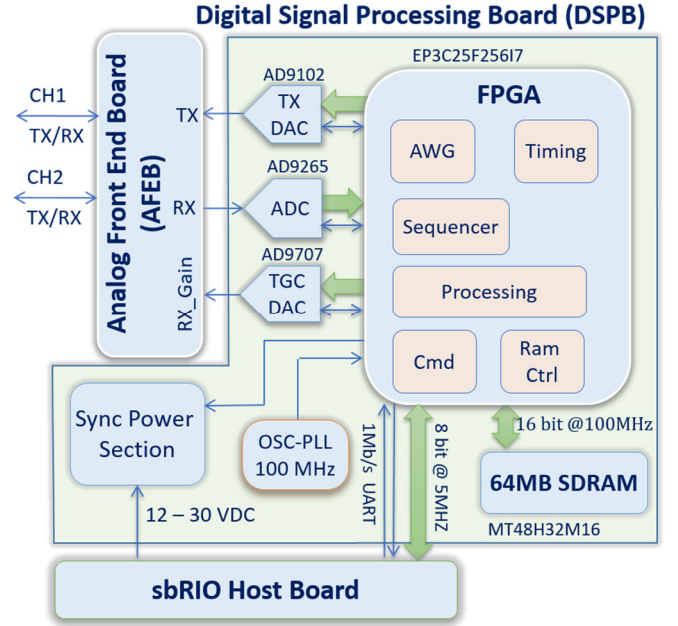 Digital Signal Processing Board (DSPB)
EP3C25F256I7
Analog Front End Board
(AFEB)
CH1
TX/RX
CH2
TX/RX
TX
RX
RX_Gain
AD9102
TX
DAC
AD9265
ADC
AD9707
TGC
DAC
FPGA
AWG
Timing
Sequencer
Processing
Cmd
Ram
Ctrl
Sync Power
Section
OSC-PLL
100 MHz
1Mb/s UART
8 bit @ 5MHZ
16 bit @100MHz
64MB SDRAM
MT48H32M16
12 – 30 VDC
sbRIO Host Board